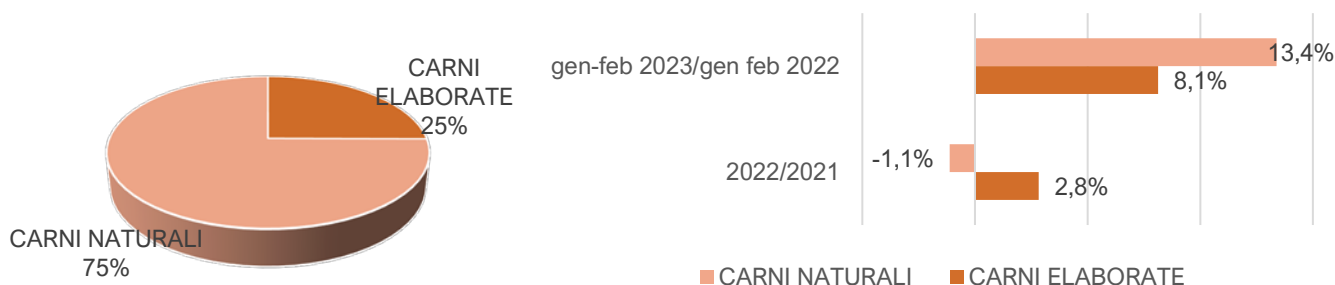 CARNI
ELABORATE
25%
CARNI NATURALI
75%
gen-feb 2023/gen feb 2022
13,4%
8,1%
2022/2021
-1,1%
2,8%
CARNI NATURALI
CARNI ELABORATE